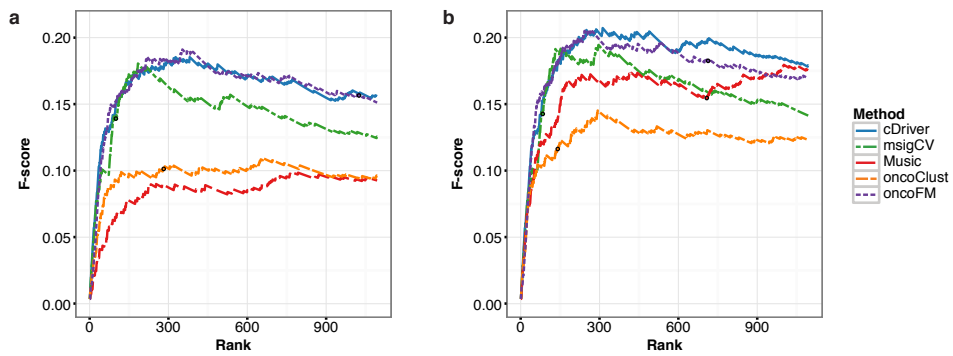 a
F-score
0.20
0.15
0.10
0.05
0.00
0
300
600
900
Rank
b
F-score
0.20
0.15
0.10
0.05
0.00
0
300
600
900
Rank
Method
cDriver
msigCV
Music
oncoClust
oncoFM